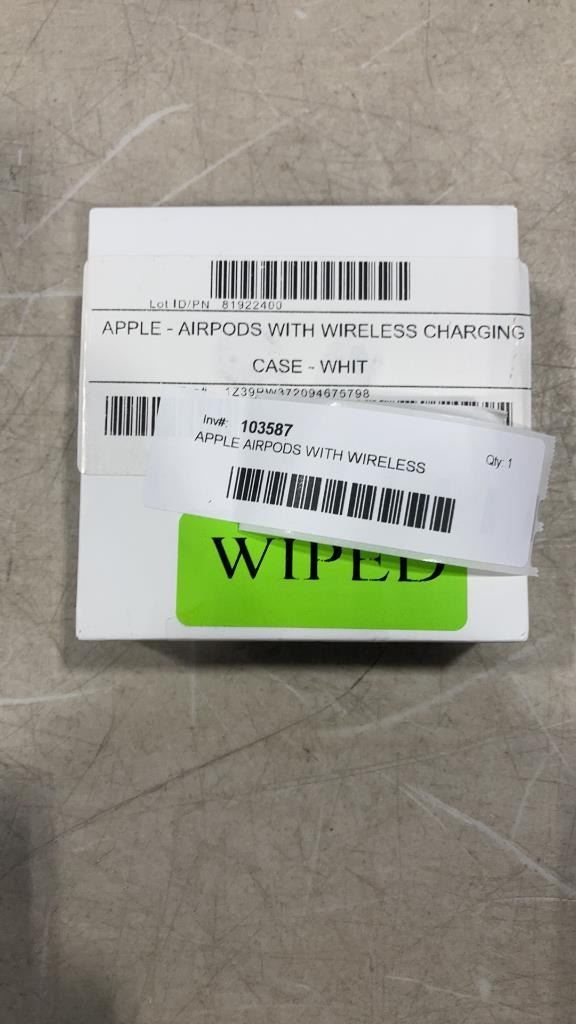 Lot ID/PN 81922400
APPLE - AIRPODS WITH WIRELESS CHARGING
CASE - WHIT
1Z39RW372094675798
Inv#: 103587
APPLE AIRPODS WITH WIRELESS
Qty: 1
WIPED